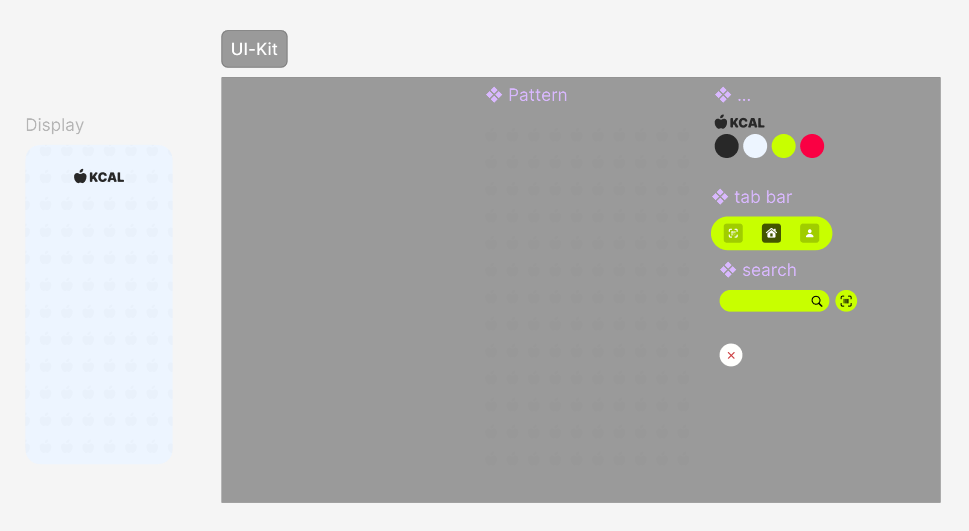 UI-Kit
Display
KCAL
Pattern
...
KCAL
tab bar
search